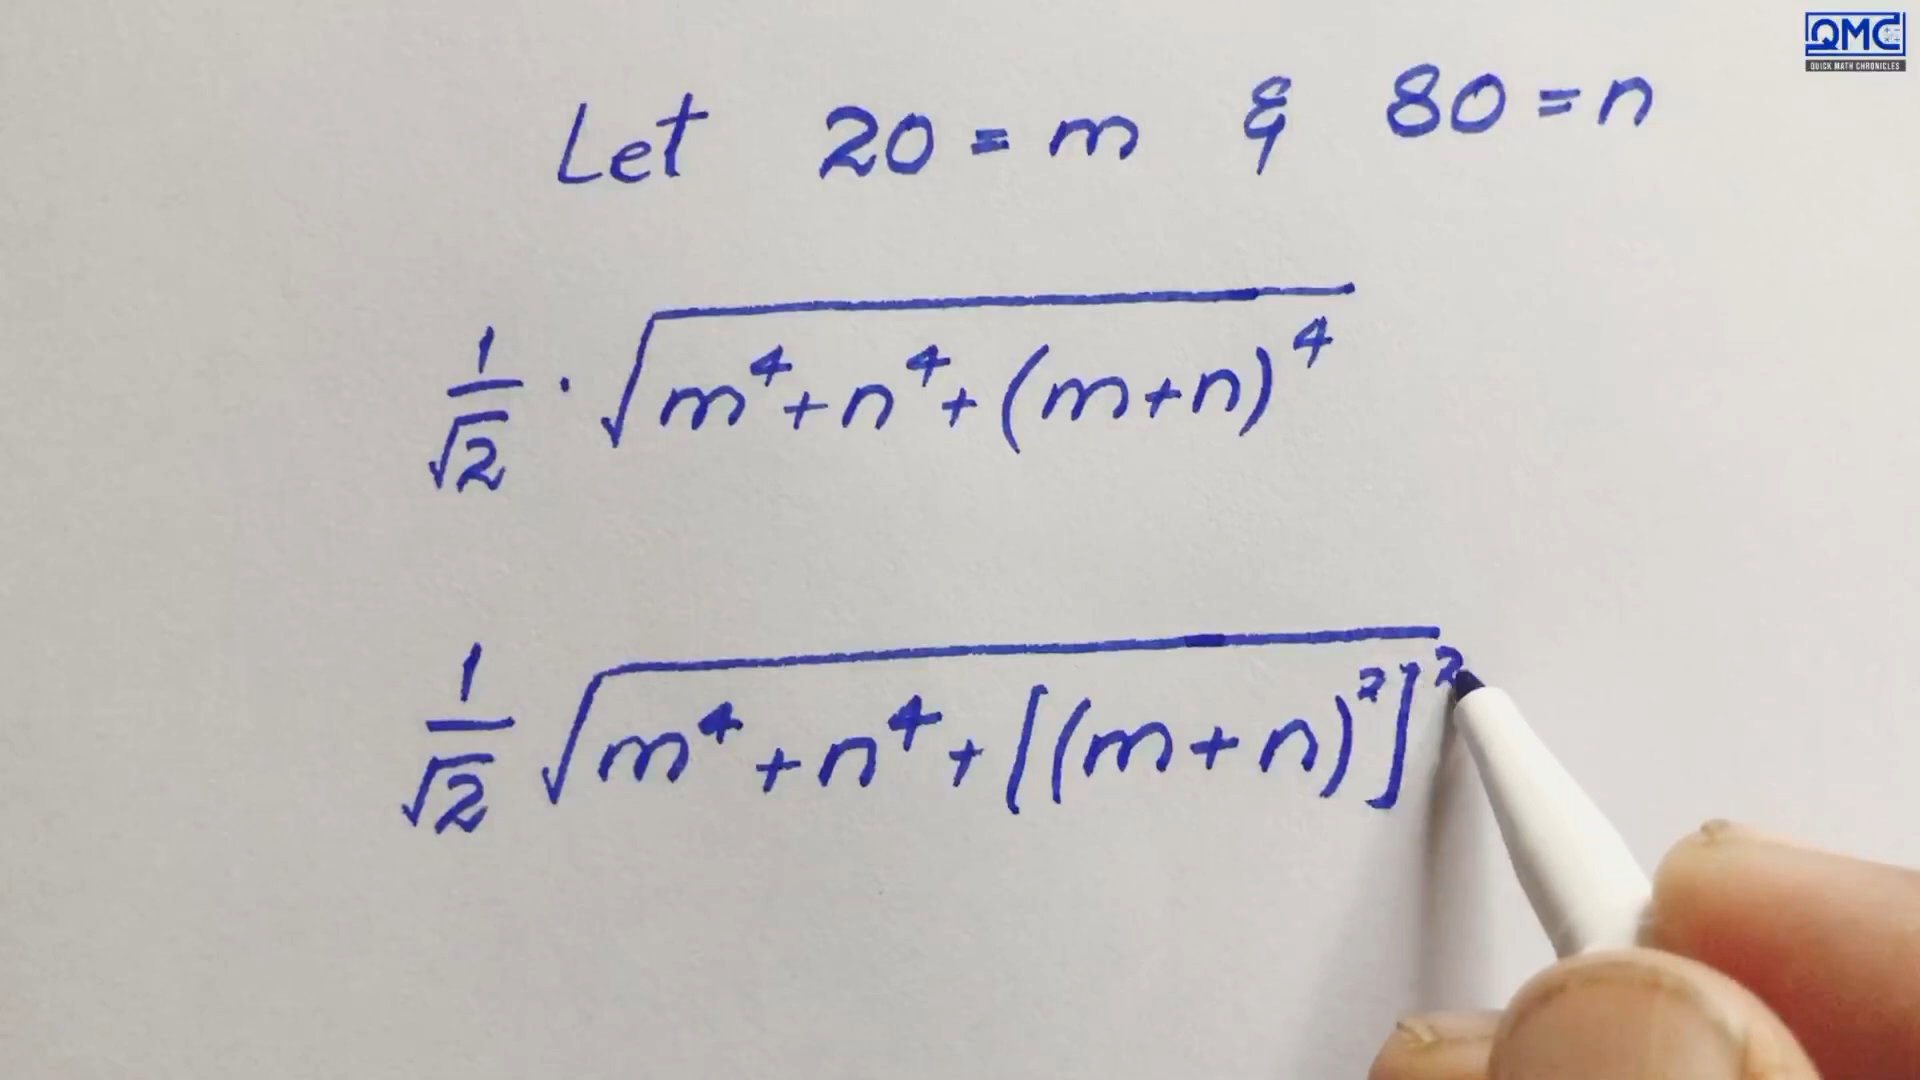 QMC
QUICK MATH CHRONICLES
Let 20 = m & 80 = n
1/√2 · √(m⁴ + n⁴ + (m + n)⁴)
1/√2 √(m⁴ + n⁴ + [(m + n)²]²)